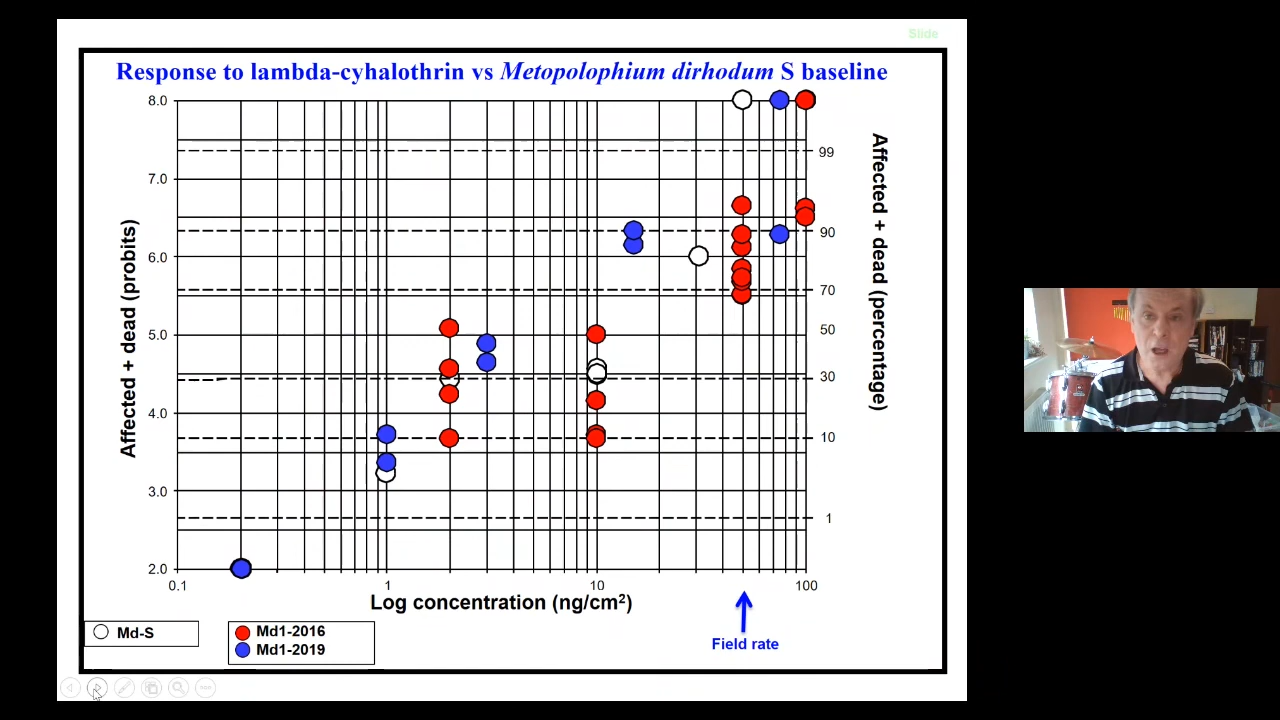 Slide
Response to lambda-cyhalothrin vs Metopolophium dirhodum S baseline
8.0
7.0
6.0
5.0
4.0
3.0
2.0
Affected + dead (probits)
99
90
70
50
30
10
1
Affected + dead (percentage)
0.1
1
10
100
Log concentration (ng/cm²)
Field rate
Md-S
Md1-2016
Md1-2019